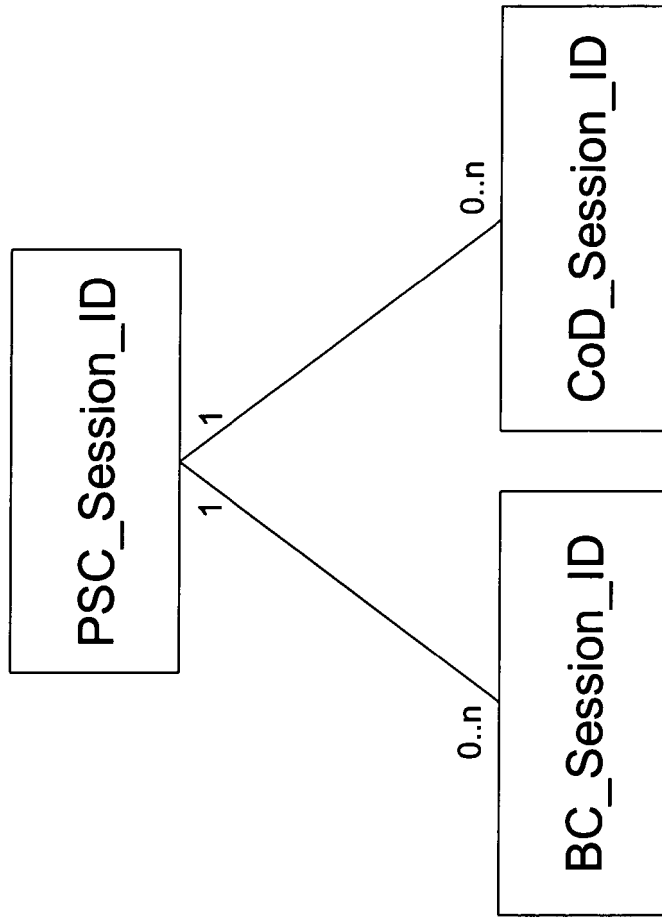 PSC_Session_ID
1
1
0..n
0..n
BC_Session_ID
CoD_Session_ID